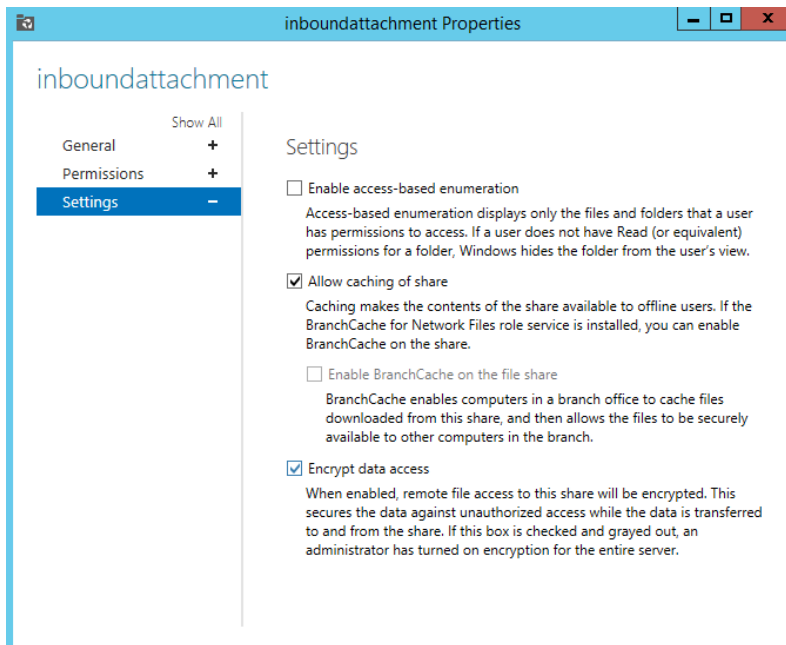 inboundattachment Properties
inboundattachment
Show All
General +
Permissions +
Settings –
Settings
Enable access-based enumeration
Access-based enumeration displays only the files and folders that a user
has permissions to access. If a user does not have Read (or equivalent)
permissions for a folder, Windows hides the folder from the user's view.
Allow caching of share
Caching makes the contents of the share available to offline users. If the
BranchCache for Network Files role service is installed, you can enable
BranchCache on the share.
Enable BranchCache on the file share
BranchCache enables computers in a branch office to cache files
downloaded from this share, and then allows the files to be securely
available to other computers in the branch.
Encrypt data access
When enabled, remote file access to this share will be encrypted. This
secures the data against unauthorized access while the data is transferred
to and from the share. If this box is checked and grayed out, an
administrator has turned on encryption for the entire server.